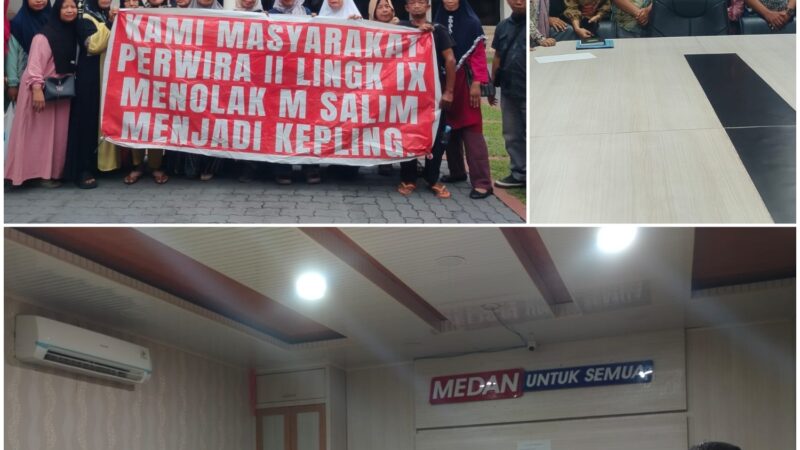 KAMI MASYARAKAT
PERWIRA II LINGK IX
MENOLAK M SALIM
MENJADI KEPLING.
MEDAN UNTUK SEMUA